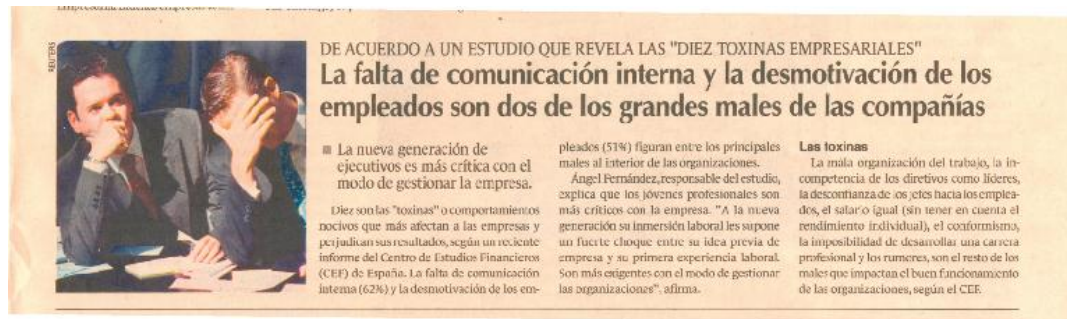 REUTERS
DE ACUERDO A UN ESTUDIO QUE REVELA LAS "DIEZ TOXINAS EMPRESARIALES"
La falta de comunicación interna y la desmotivación de los
empleados son dos de los grandes males de las compañías
La nueva generación de
ejecutivos es más crítica con el
modo de gestionar la empresa.
Diez son las "toxinas" o comportamientos
nocivos que más afectan a las empresas y
perjudican sus resultados, según un reciente
informe del Centro de Estudios Financieros
(CEF) de España. La falta de comunicación
interna (62%) y la desmotivación de los em-
pleados (51%) figuran entre los principales
males al interior de las organizaciones.
Ángel Fernández, responsable del estudio,
explica que los jóvenes profesionales son
más críticos con la empresa. "A la nueva
generación su inmersión laboral les supone
un fuerte choque entre su idea previa de
empresa y su primera experiencia laboral.
Son más exigentes con el modo de gestionar
las organizaciones", afirma.
Las toxinas
La mala organización del trabajo, la in-
competencia de los diretivos como líderes,
la desconfianza de los jefes hacia los emplea-
dos, el salario igual (sin tener en cuenta el
rendimiento individual), el conformismo,
la imposibilidad de desarrollar una carrera
profesional y los rumores, son el resto de los
males que impactan el buen funcionamiento
de las organizaciones, según el CEF.